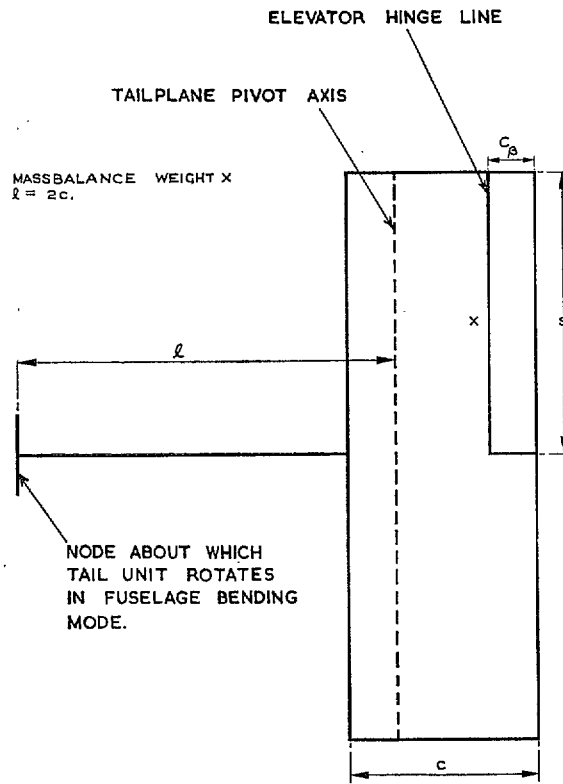 ELEVATOR HINGE LINE
TAILPLANE PIVOT AXIS
Cβ
MASSBALANCE WEIGHT X
ℓ = 2c.
X
s
ℓ
NODE ABOUT WHICH
TAIL UNIT ROTATES
IN FUSELAGE BENDING
MODE.
c